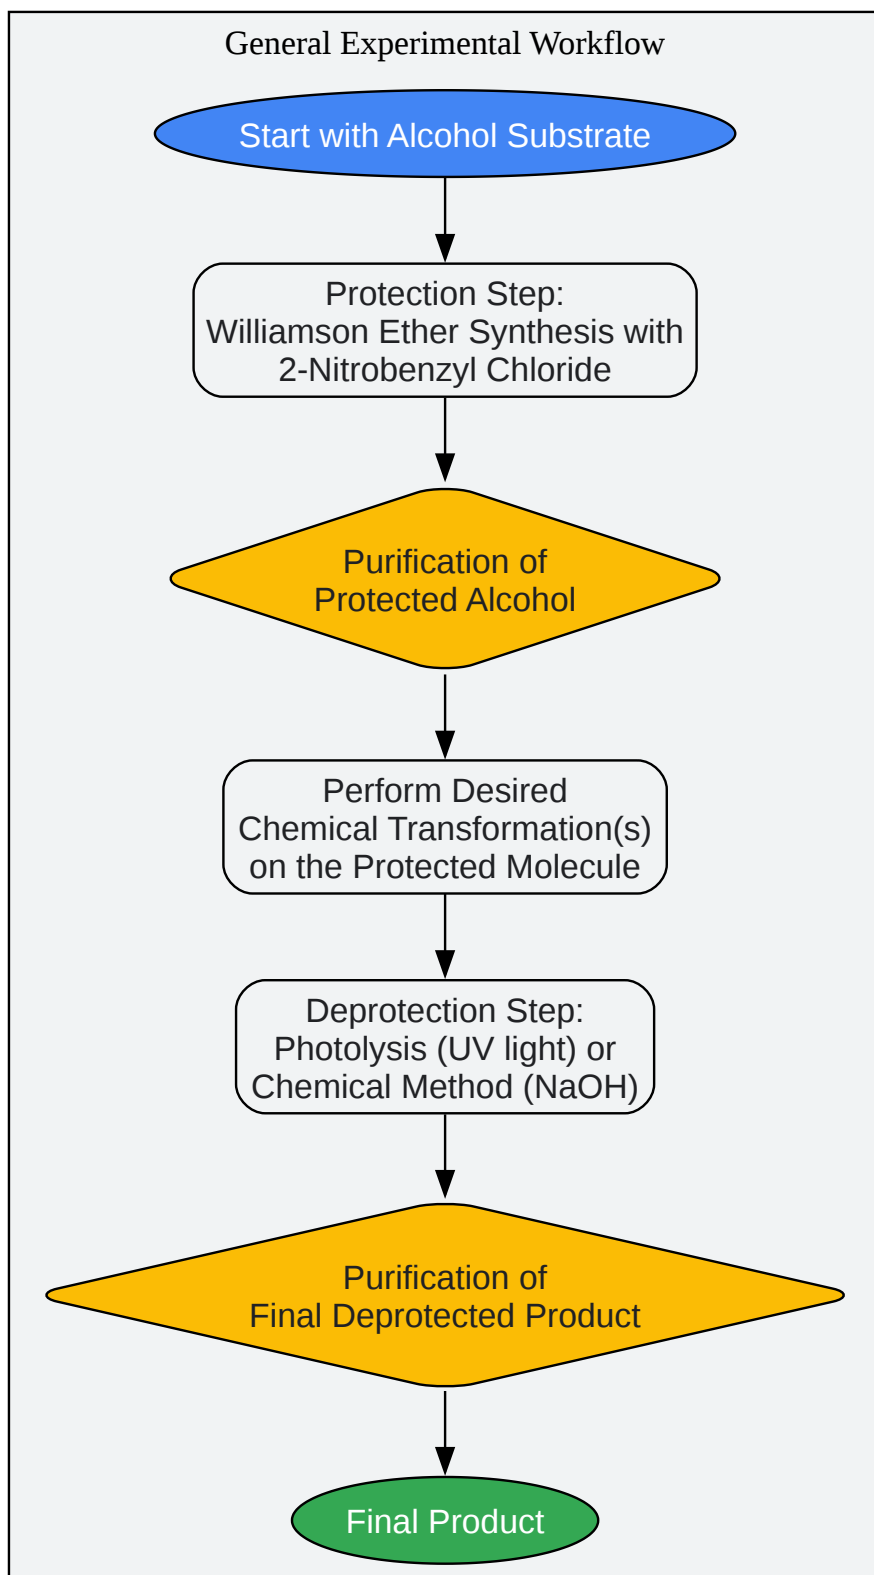 General Experimental Workflow
Start with Alcohol Substrate
Protection Step:
Williamson Ether Synthesis with
2-Nitrobenzyl Chloride
Purification of
Protected Alcohol
Perform Desired
Chemical Transformation(s)
on the Protected Molecule
Deprotection Step:
Photolysis (UV light) or
Chemical Method (NaOH)
Purification of
Final Deprotected Product
Final Product